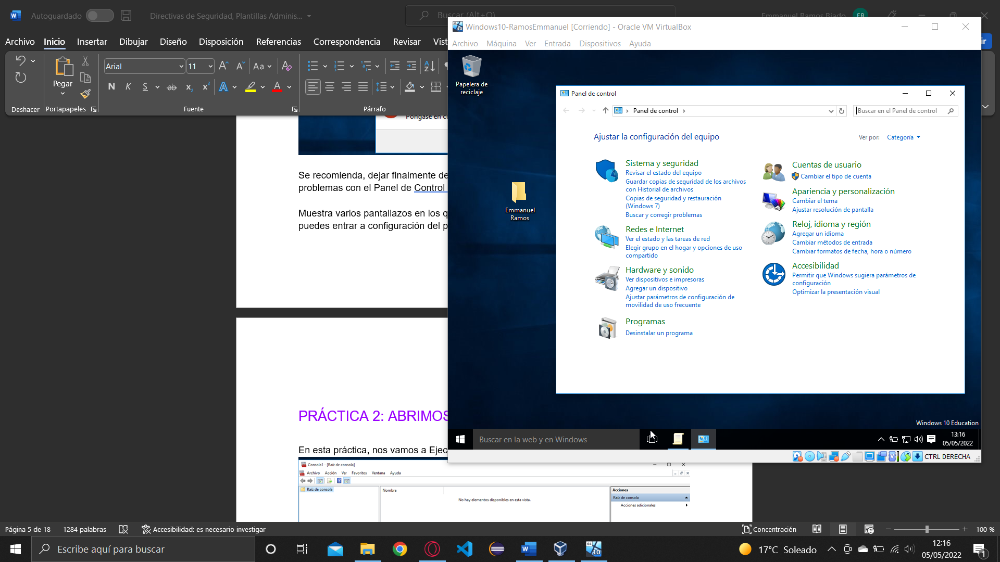 Autoguardado
Directivas de Seguridad, Plantillas Adminis...
Buscar (Alt+Q)
Emmanuel Ramos Biado
ER
Archivo Inicio Insertar Dibujar Diseño Disposición Referencias Correspondencia Revisar Vist
ir
Arial
11
Aa
Pegar
N K S ab x₂ x² A A
Deshacer
Portapapeles
Fuente
Párrafo
Se recomienda, dejar finalmente de
problemas con el Panel de Control
Muestra varios pantallazos en los q
puedes entrar a configuración del p
PRÁCTICA 2: ABRIMOS
En esta práctica, nos vamos a Ejec
Consola1 - [Raíz de consola]
Archivo Acción Ver Favoritos Ventana Ayuda
Raíz de consola
Nombre
No hay elementos disponibles en esta vista.
Acciones
Raíz de consola
Acciones adicionales
Windows10-RamosEmmanuel [Corriendo] - Oracle VM VirtualBox
Archivo Máquina Ver Entrada Dispositivos Ayuda
Papelera de
reciclaje
Emmanuel
Ramos
Panel de control
Panel de control
Buscar en el Panel de control
Ajustar la configuración del equipo
Ver por: Categoría
Sistema y seguridad
Revisar el estado del equipo
Guardar copias de seguridad de los archivos
con Historial de archivos
Copias de seguridad y restauración
(Windows 7)
Buscar y corregir problemas
Redes e Internet
Ver el estado y las tareas de red
Elegir grupo en el hogar y opciones de uso
compartido
Hardware y sonido
Ver dispositivos e impresoras
Agregar un dispositivo
Ajustar parámetros de configuración de
movilidad de uso frecuente
Programas
Desinstalar un programa
Cuentas de usuario
Cambiar el tipo de cuenta
Apariencia y personalización
Cambiar el tema
Ajustar resolución de pantalla
Reloj, idioma y región
Agregar un idioma
Cambiar métodos de entrada
Cambiar formatos de fecha, hora o número
Accesibilidad
Permitir que Windows sugiera parámetros de
configuración
Optimizar la presentación visual
Windows 10 Education
Buscar en la web y en Windows
13:16
05/05/2022
CTRL DERECHA
Página 5 de 18
1284 palabras
Accesibilidad: es necesario investigar
Concentración
100 %
Escribe aquí para buscar
17°C Soleado
12:16
05/05/2022
1